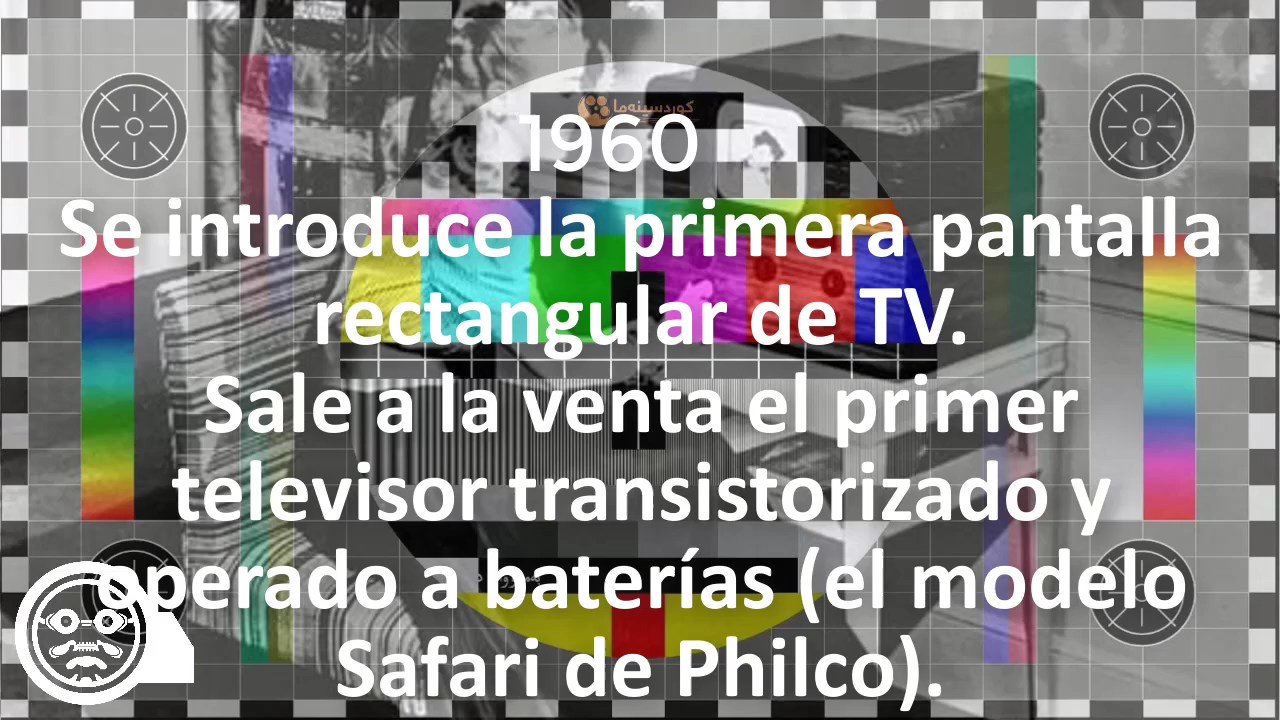 کوردسینەما
1960
Se introduce la primera pantalla
rectangular de TV.
Sale a la venta el primer
televisor transistorizado y
operado a baterías (el modelo
Safari de Philco).